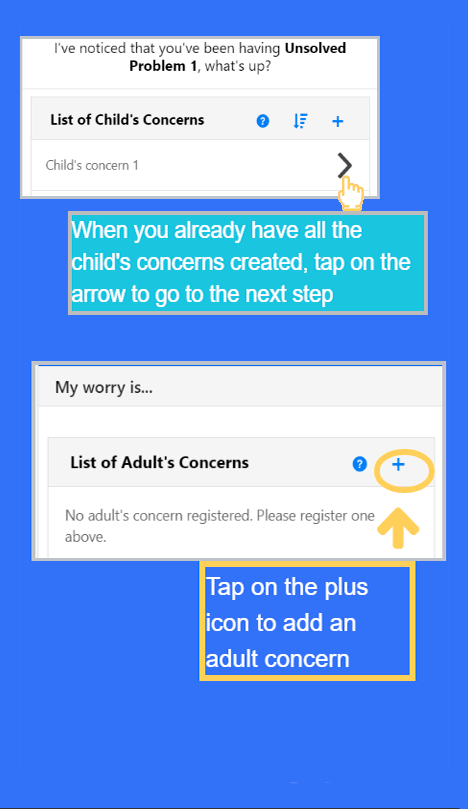 I've noticed that you've been having Unsolved
Problem 1, what's up?
List of Child's Concerns
Child's concern 1
When you already have all the
child's concerns created, tap on the
arrow to go to the next step
My worry is...
List of Adult's Concerns
No adult's concern registered. Please register one
above.
Tap on the plus
icon to add an
adult concern